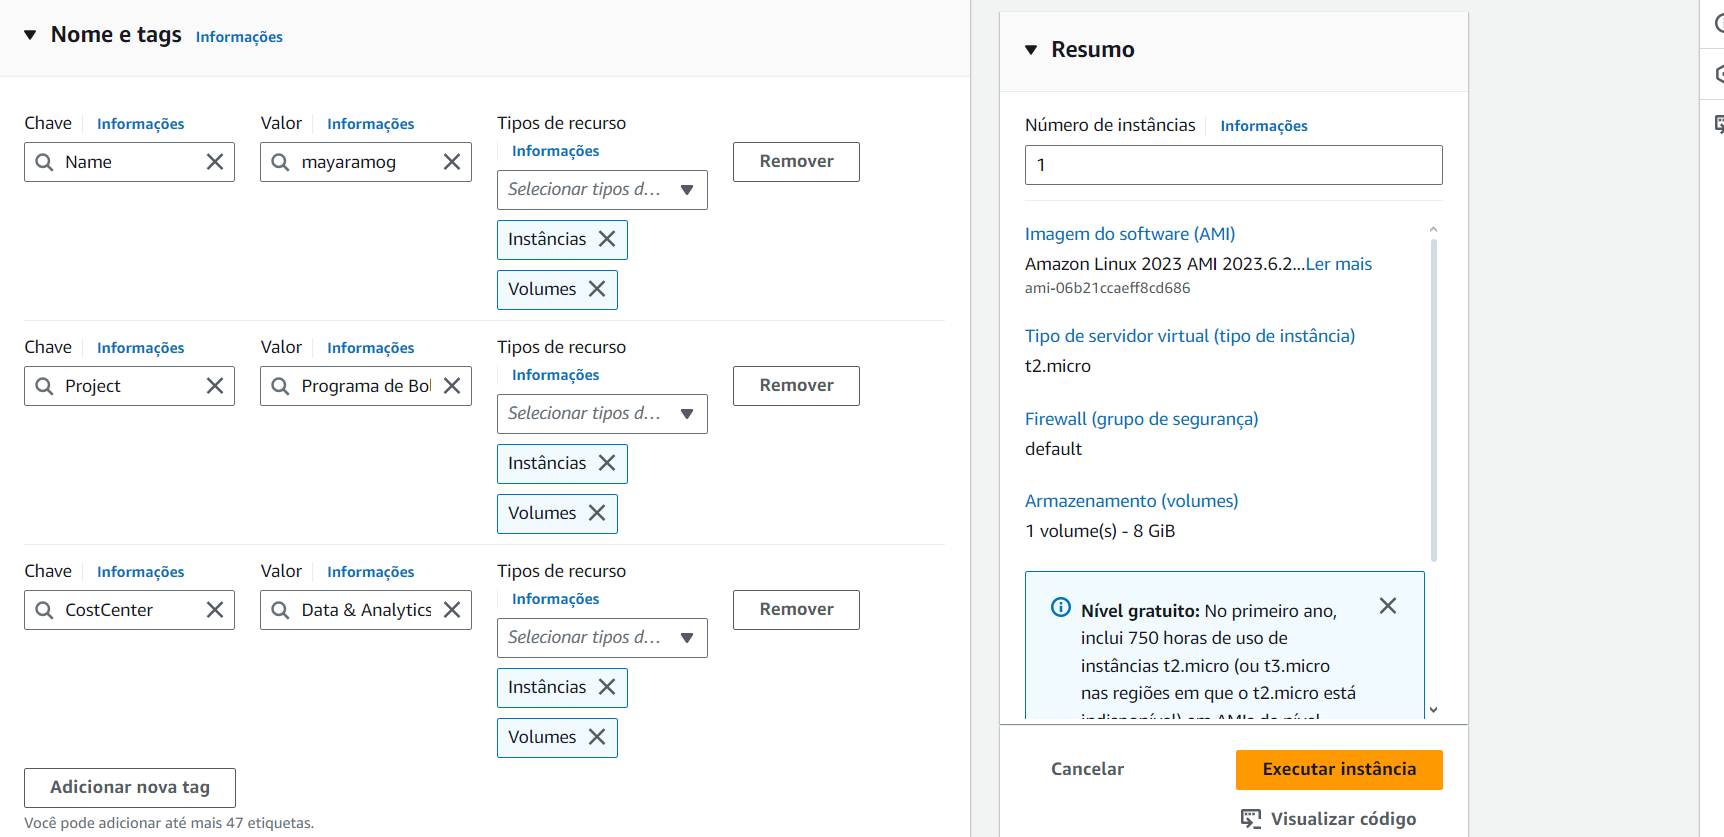 Nome e tags Informações
Chave Informações
Valor Informações
Tipos de recurso
Informações
Name
mayaramog
Selecionar tipos d...
Remover
Instâncias
Volumes
Chave Informações
Valor Informações
Tipos de recurso
Informações
Project
Programa de Bol
Selecionar tipos d...
Remover
Instâncias
Volumes
Chave Informações
Valor Informações
Tipos de recurso
Informações
CostCenter
Data & Analytics
Selecionar tipos d...
Remover
Instâncias
Volumes
Adicionar nova tag
Você pode adicionar até mais 47 etiquetas.
Resumo
Número de instâncias Informações
1
Imagem do software (AMI)
Amazon Linux 2023 AMI 2023.6.2...Ler mais
ami-06b21ccaeff8cd686
Tipo de servidor virtual (tipo de instância)
t2.micro
Firewall (grupo de segurança)
default
Armazenamento (volumes)
1 volume(s) - 8 GiB
Nível gratuito: No primeiro ano,
inclui 750 horas de uso de
instâncias t2.micro (ou t3.micro
nas regiões em que o t2.micro está
indisponível) em AMIs de nível
Cancelar
Executar instância
Visualizar código